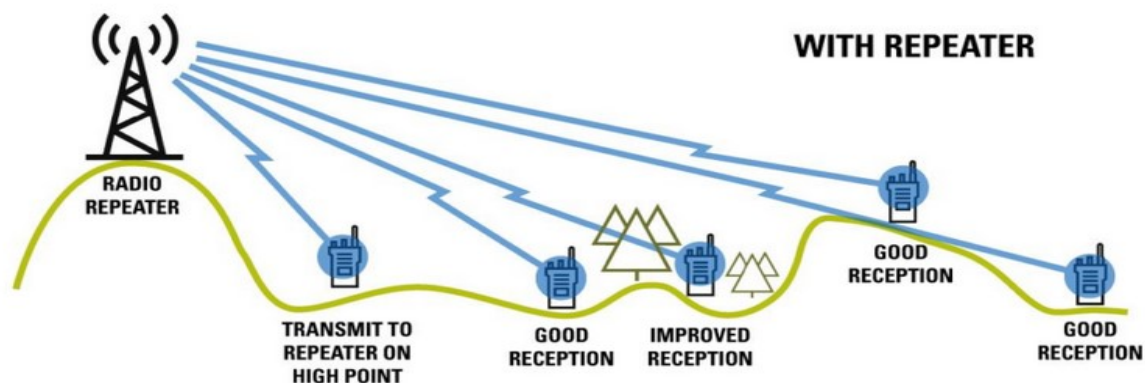 WITH REPEATER
RADIO
REPEATER
TRANSMIT TO
REPEATER ON
HIGH POINT
GOOD
RECEPTION
IMPROVED
RECEPTION
GOOD
RECEPTION
GOOD
RECEPTION